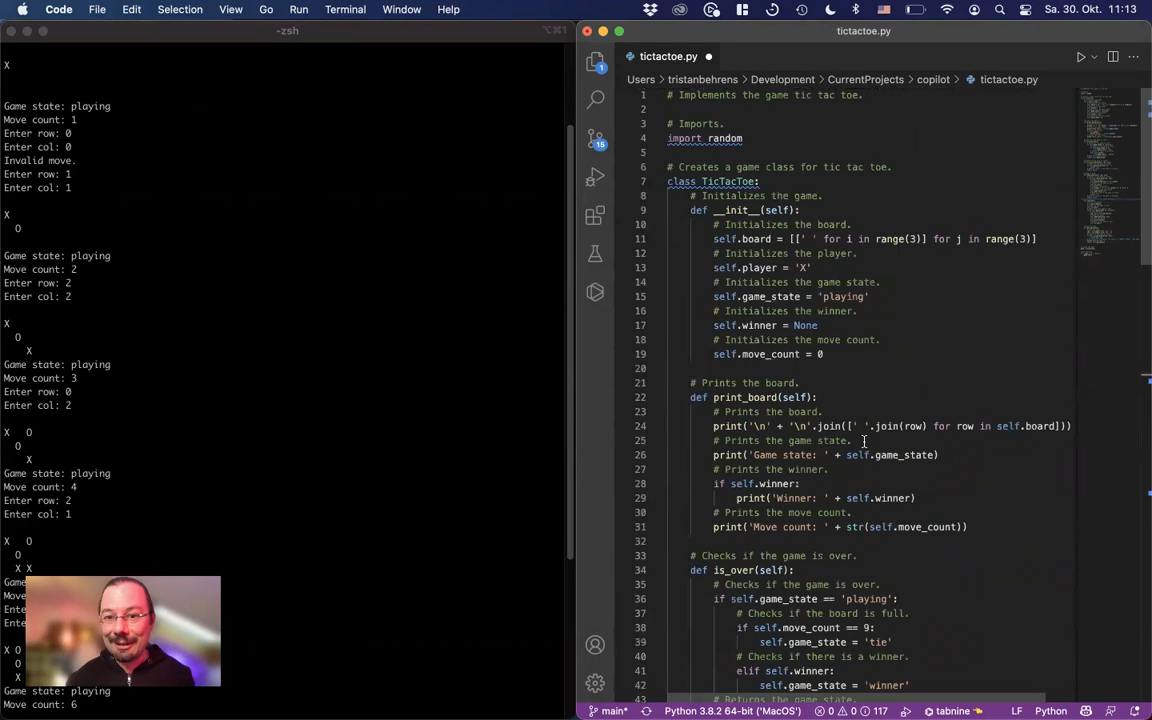 Code File Edit Selection View Go Run Terminal Window Help Sa. 30. Okt. 11:13
-zsh ⌥⌘1
X
Game state: playing
Move count: 1
Enter row: 0
Enter col: 0
Invalid move.
Enter row: 1
Enter col: 1
X
O
Game state: playing
Move count: 2
Enter row: 2
Enter col: 2
X
O
X
Game state: playing
Move count: 3
Enter row: 0
Enter col: 2
X O
O
X
Game state: playing
Move count: 4
Enter row: 2
Enter col: 1
X O
O
X X
Game
Move
Ente
Ente
X O
O
X
Game state: playing
Move count: 6
tictactoe.py
1
15
tictactoe.py
Users tristanbehrens Development CurrentProjects copilot tictactoe.py
1 # Implements the game tic tac toe.
2
3 # Imports.
4 import random
5
6 # Creates a game class for tic tac toe.
7 class TicTacToe:
8 # Initializes the game.
9 def __init__(self):
10 # Initializes the board.
11 self.board = [[' ' for i in range(3)] for j in range(3)]
12 # Initializes the player.
13 self.player = 'X'
14 # Initializes the game state.
15 self.game_state = 'playing'
16 # Initializes the winner.
17 self.winner = None
18 # Initializes the move count.
19 self.move_count = 0
20
21 # Prints the board.
22 def print_board(self):
23 # Prints the board.
24 print('\n' + '\n'.join([' '.join(row) for row in self.board]))
25 # Prints the game state.
26 print('Game state: ' + self.game_state)
27 # Prints the winner.
28 if self.winner:
29 print('Winner: ' + self.winner)
30 # Prints the move count.
31 print('Move count: ' + str(self.move_count))
32
33 # Checks if the game is over.
34 def is_over(self):
35 # Checks if the game is over.
36 if self.game_state == 'playing':
37 # Checks if the board is full.
38 if self.move_count == 9:
39 self.game_state = 'tie'
40 # Checks if there is a winner.
41 elif self.winner:
42 self.game_state = 'winner'
43 # Returns the game state.
main* Python 3.8.2 64-bit ('MacOS') 0 0 117 tabnine LF Python